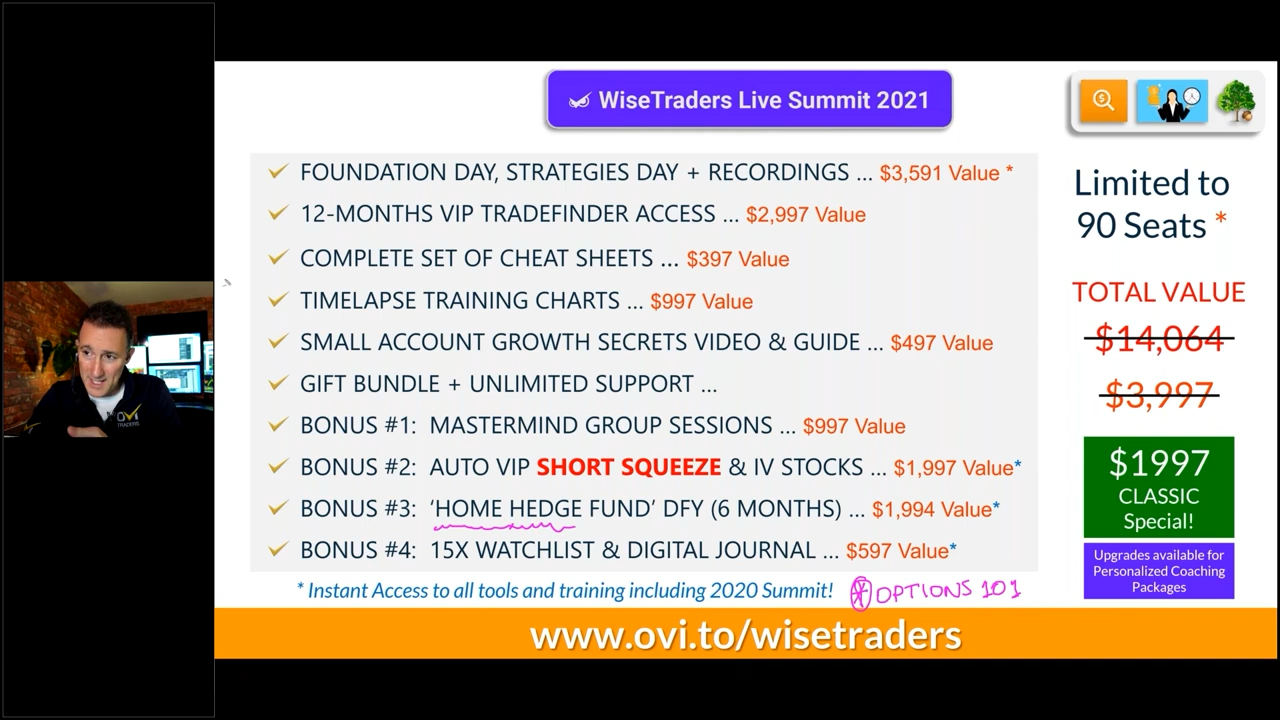 WiseTraders Live Summit 2021
FOUNDATION DAY, STRATEGIES DAY + RECORDINGS ... $3,591 Value *
12-MONTHS VIP TRADEFINDER ACCESS ... $2,997 Value
COMPLETE SET OF CHEAT SHEETS ... $397 Value
TIMELAPSE TRAINING CHARTS ... $997 Value
SMALL ACCOUNT GROWTH SECRETS VIDEO & GUIDE ... $497 Value
GIFT BUNDLE + UNLIMITED SUPPORT ...
BONUS #1: MASTERMIND GROUP SESSIONS ... $997 Value
BONUS #2: AUTO VIP SHORT SQUEEZE & IV STOCKS ... $1,997 Value*
BONUS #3: ‘HOME HEDGE FUND’ DFY (6 MONTHS) ... $1,994 Value*
BONUS #4: 15X WATCHLIST & DIGITAL JOURNAL ... $597 Value*
* Instant Access to all tools and training including 2020 Summit!
* OPTIONS 101
Limited to
90 Seats *
TOTAL VALUE
$14,064
$3,997
$1997
CLASSIC
Special!
Upgrades available for
Personalized Coaching
Packages
www.ovi.to/wisetraders
OVI
TRADERS